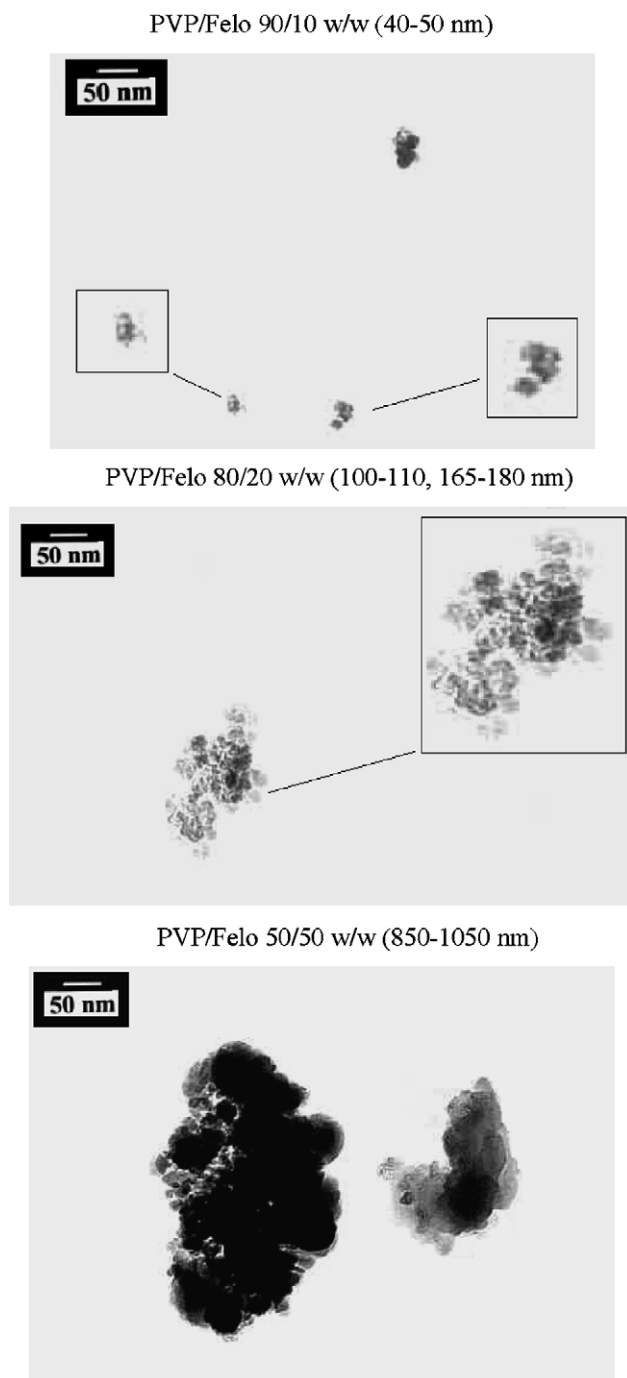 PVP/Felo 90/10 w/w (40-50 nm)
50 nm
PVP/Felo 80/20 w/w (100-110, 165-180 nm)
50 nm
PVP/Felo 50/50 w/w (850-1050 nm)
50 nm